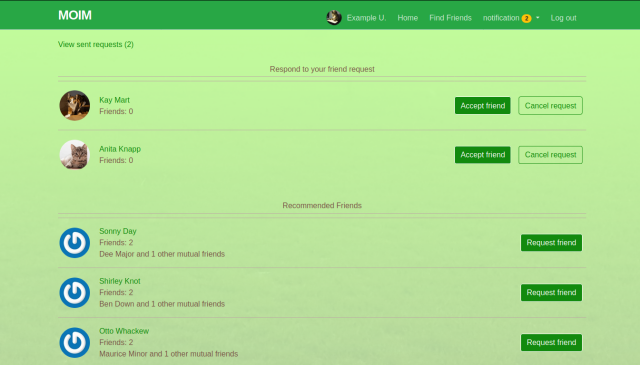 MOIM
Example U.
Home
Find Friends
notification 2
Log out
View sent requests (2)
Respond to your friend request
Kay Mart
Friends: 0
Accept friend
Cancel request
Anita Knapp
Friends: 0
Accept friend
Cancel request
Recommended Friends
Sonny Day
Friends: 2
Dee Major and 1 other mutual friends
Request friend
Shirley Knot
Friends: 2
Ben Down and 1 other mutual friends
Request friend
Otto Whackew
Friends: 2
Maurice Minor and 1 other mutual friends
Request friend